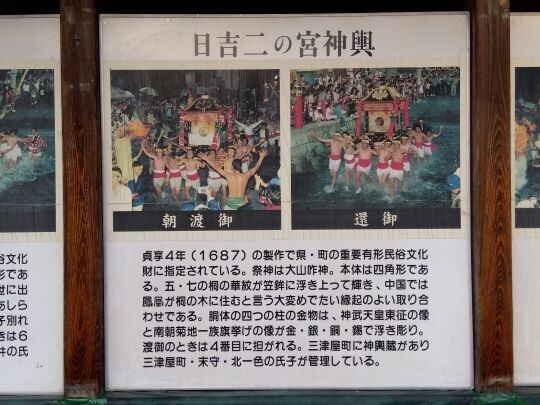 日吉二の宮神輿
朝渡御
還御
貞享4年（1687）の製作で県・町の重要有形民俗文化
財に指定されている。祭神は大山咋神。本体は四角形であ
る。五・七の桐の華紋が笠鉾に浮き上って輝き、中国では
鳳凰が桐の木に住むと言う大変めでたい縁起のよい取り合
わせである。胴体の四つの柱の金物は、神武天皇東征の像
と南朝菊地一族旗挙げの像が金・銀・銅・錫で浮き彫り。
渡御のときは4番目に担がれる。三津屋町に神輿蔵があり
三津屋町・末守・北一色の氏子が管理している。